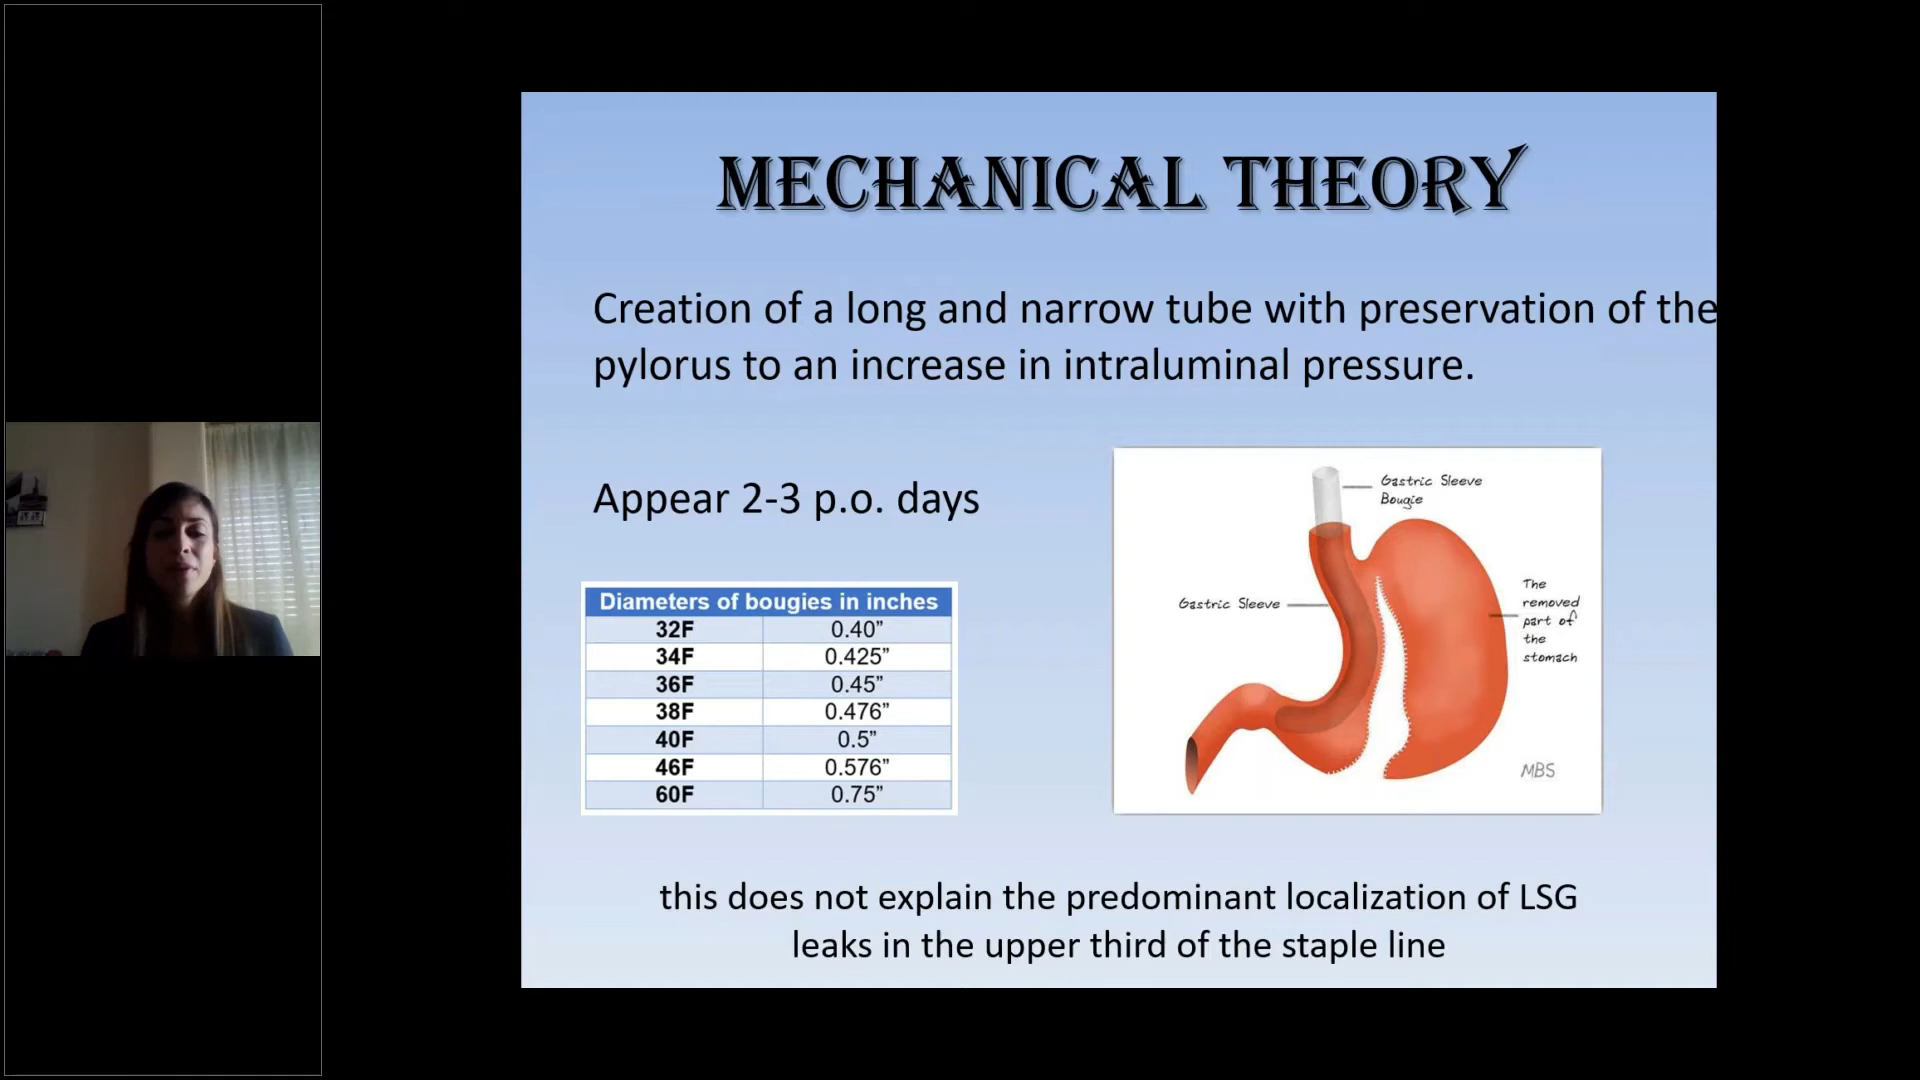 MECHANICAL THEORY
Creation of a long and narrow tube with preservation of the
pylorus to an increase in intraluminal pressure.
Appear 2-3 p.o. days
Diameters of bougies in inches
32F 0.40”
34F 0.425”
36F 0.45”
38F 0.476”
40F 0.5”
46F 0.576”
60F 0.75”
Gastric Sleeve
Bougie
Gastric Sleeve
The
removed
part of
the
stomach
MBS
this does not explain the predominant localization of LSG
leaks in the upper third of the staple line